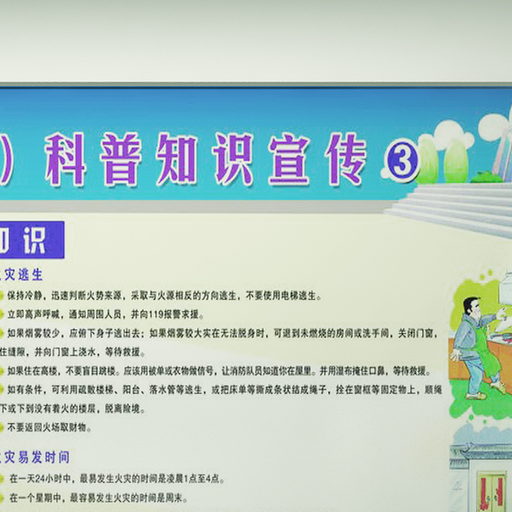 ）科普知识宣传③
知识
火灾逃生
保持冷静，迅速判断火势来源，采取与火源相反的方向逃生，不要使用电梯逃生。
立即高声呼喊，通知周围人员，并向119报警求援。
如果烟雾较少，应俯下身子逃出去；如果烟雾较大实在无法脱身时，可退到未燃烧的房间或洗手间，关闭门窗，
住缝隙，并向门窗上浇水，等待救援。
如果住在高楼，不要盲目跳楼。应该用被单或衣物做信号，让消防队员知道你在屋里。并用湿布掩住口鼻，等待救援。
如有条件，可利用疏散楼梯、阳台、落水管等逃生，或把床单等撕成条状结成绳子，拴在窗框等固定物上，顺绳
下或下到没有着火的楼层，脱离险境。
不要返回火场取财物。
火灾易发时间
在一天24小时中，最易发生火灾的时间是凌晨1点至4点。
在一个星期中，最容易发生火灾的时间是周末。